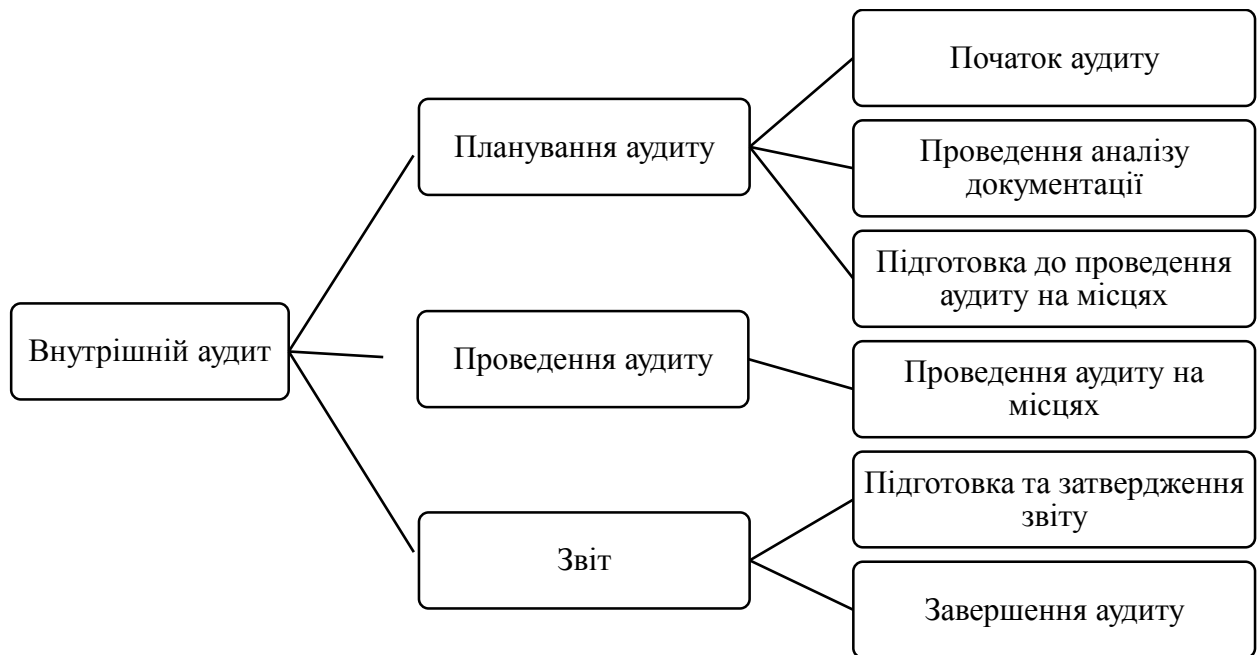 Внутрішній аудит
Планування аудиту
Початок аудиту
Проведення аналізу
документації
Підготовка до проведення
аудиту на місцях
Проведення аудиту
Проведення аудиту на
місцях
Звіт
Підготовка та затвердження
звіту
Завершення аудиту